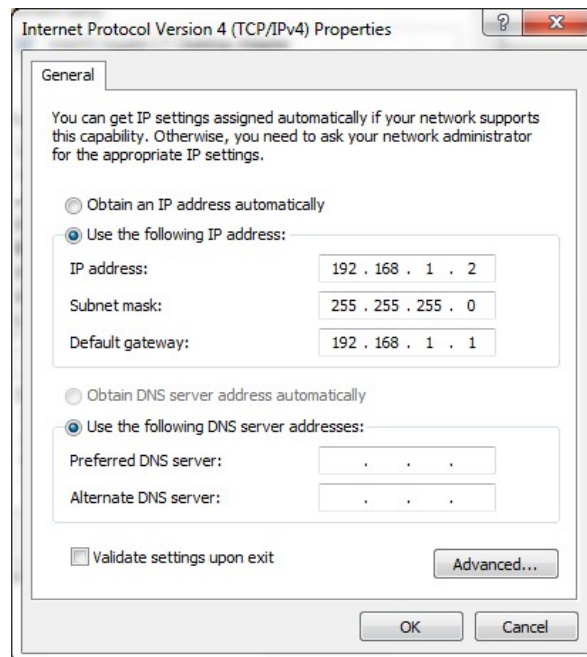 Internet Protocol Version 4 (TCP/IPv4) Properties
?
X
General
You can get IP settings assigned automatically if your network supports
this capability. Otherwise, you need to ask your network administrator
for the appropriate IP settings.
Obtain an IP address automatically
Use the following IP address:
IP address: 192 . 168 . 1 . 2
Subnet mask: 255 . 255 . 255 . 0
Default gateway: 192 . 168 . 1 . 1
Obtain DNS server address automatically
Use the following DNS server addresses:
Preferred DNS server: . . .
Alternate DNS server: . . .
Validate settings upon exit
Advanced...
OK Cancel